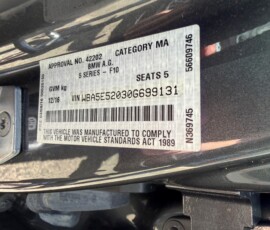 APPROVAL NO. 42202 CATEGORY MA
BMW A.G.
5 SERIES - F10
GVM kg SEATS 5
12/16 VIN WBA5E52030G699131
THIS VEHICLE WAS MANUFACTURED TO COMPLY
WITH THE MOTOR VEHICLE STANDARDS ACT 1989
56609746
N369745